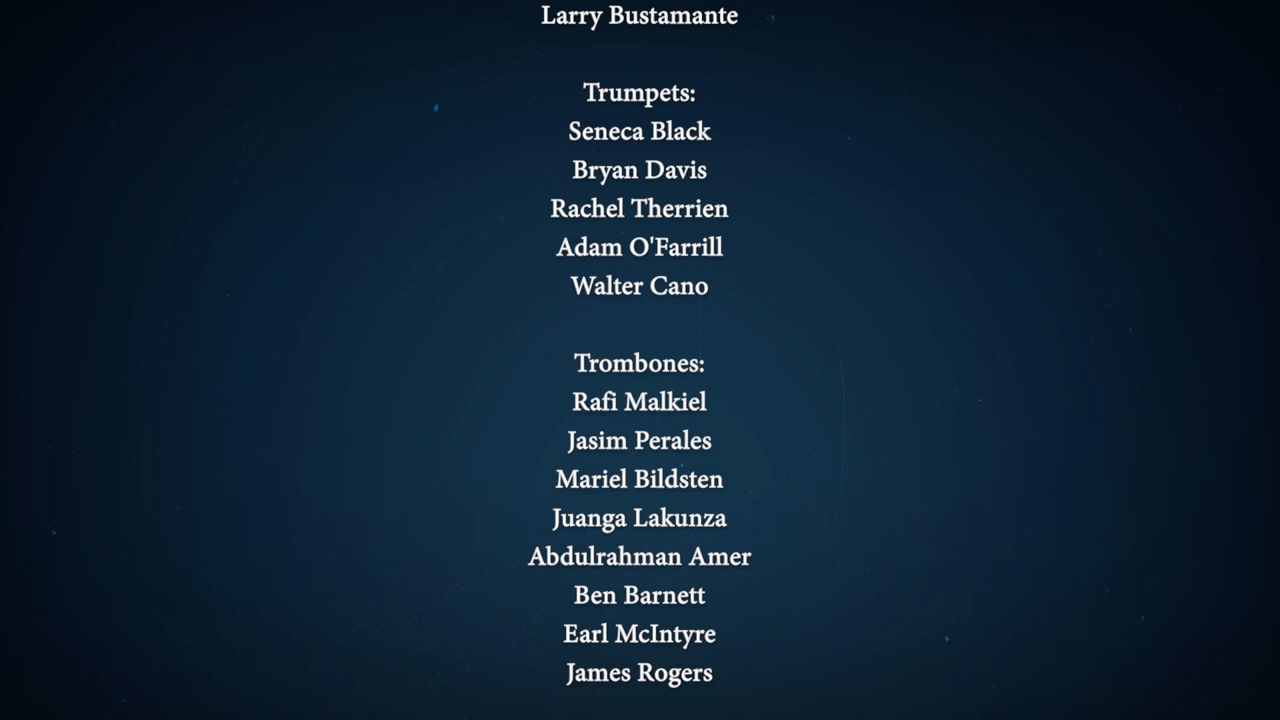 Larry Bustamante
Trumpets:
Seneca Black
Bryan Davis
Rachel Therrien
Adam O'Farrill
Walter Cano
Trombones:
Rafi Malkiel
Jasim Perales
Mariel Bildsten
Juanga Lakunza
Abdulrahman Amer
Ben Barnett
Earl McIntyre
James Rogers